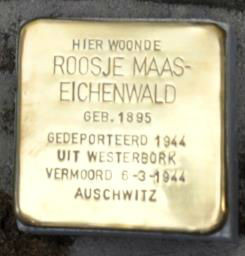 HIER WOONDE
ROOSJE MAAS-
EICHENWALD
GEB. 1895
GEDEPORTEERD 1944
UIT WESTERBORK
VERMOORD 6-3-1944
AUSCHWITZ